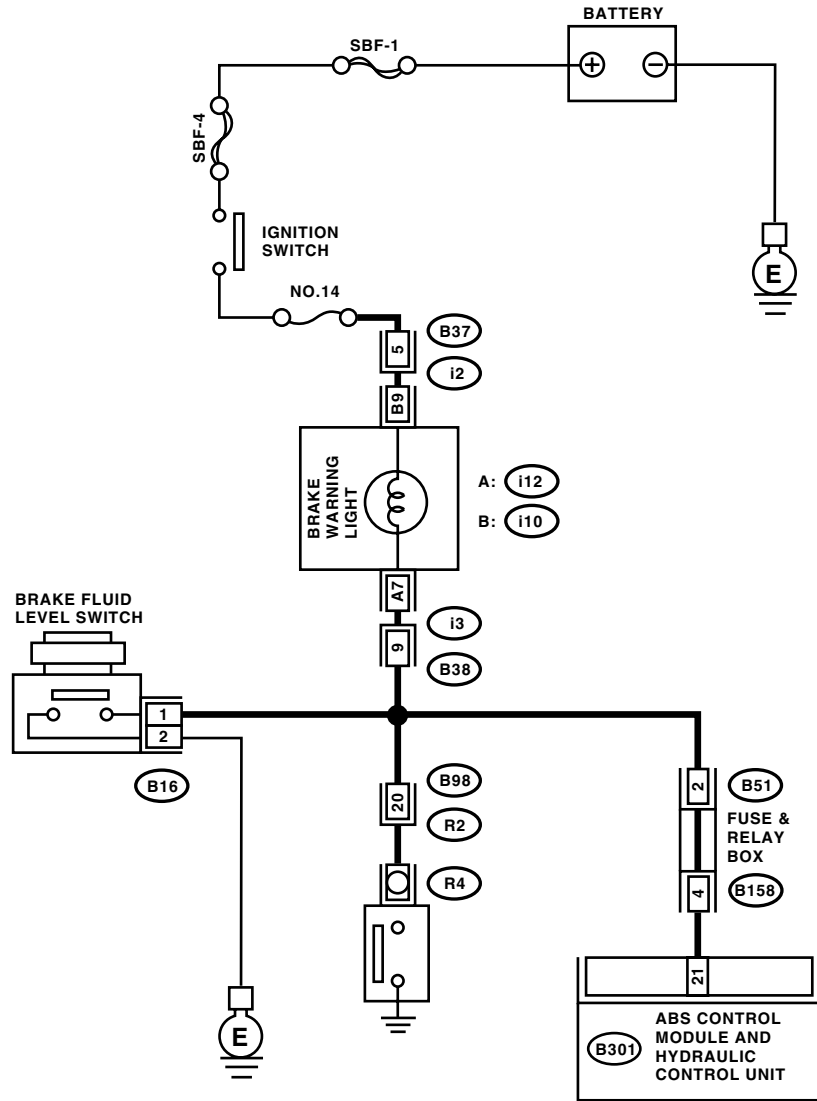 BATTERY
SBF-1
+
−
SBF-4
IGNITION
SWITCH
E
NO.14
5
B37
i2
B9
BRAKE
WARNING
LIGHT
A: i12
B: i10
A7
BRAKE FLUID
LEVEL SWITCH
i3
9
B38
1
2
B16
B98
20
R2
R4
2
B51
FUSE &
RELAY
BOX
4
B158
21
E
B301
ABS CONTROL
MODULE AND
HYDRAULIC
CONTROL UNIT